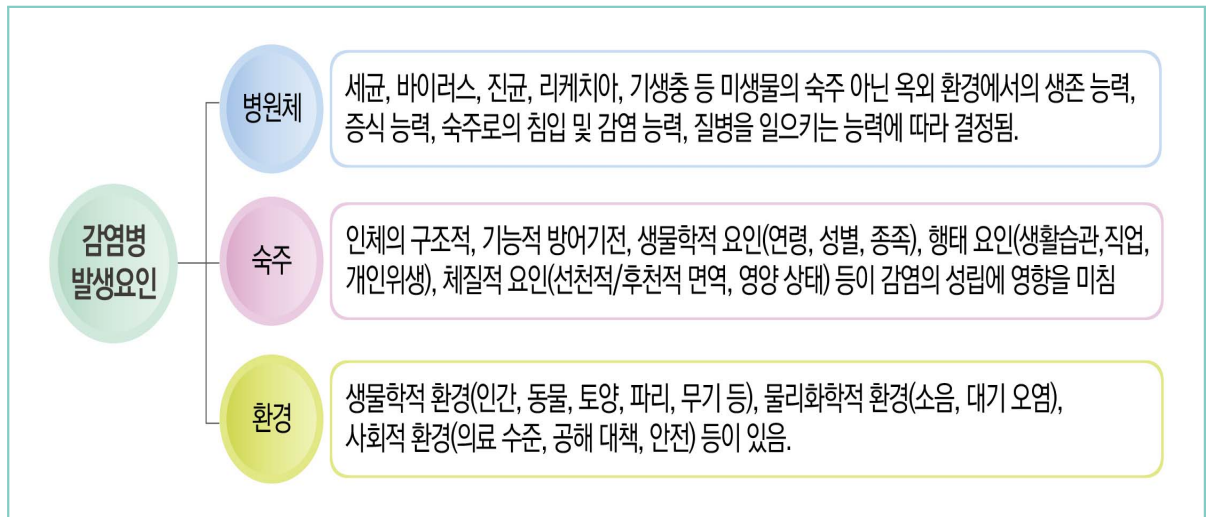 감염병
발생요인
병원체
세균, 바이러스, 진균, 리케치아, 기생충 등 미생물의 숙주 아닌 옥외 환경에서의 생존 능력,
증식 능력, 숙주로의 침입 및 감염 능력, 질병을 일으키는 능력에 따라 결정됨.
숙주
인체의 구조적, 기능적 방어기전, 생물학적 요인(연령, 성별, 종족), 행태 요인(생활습관,직업,
개인위생), 체질적 요인(선천적/후천적 면역, 영양 상태) 등이 감염의 성립에 영향을 미침
환경
생물학적 환경(인간, 동물, 토양, 파리, 무기 등), 물리화학적 환경(소음, 대기 오염),
사회적 환경(의료 수준, 공해 대책, 안전) 등이 있음.